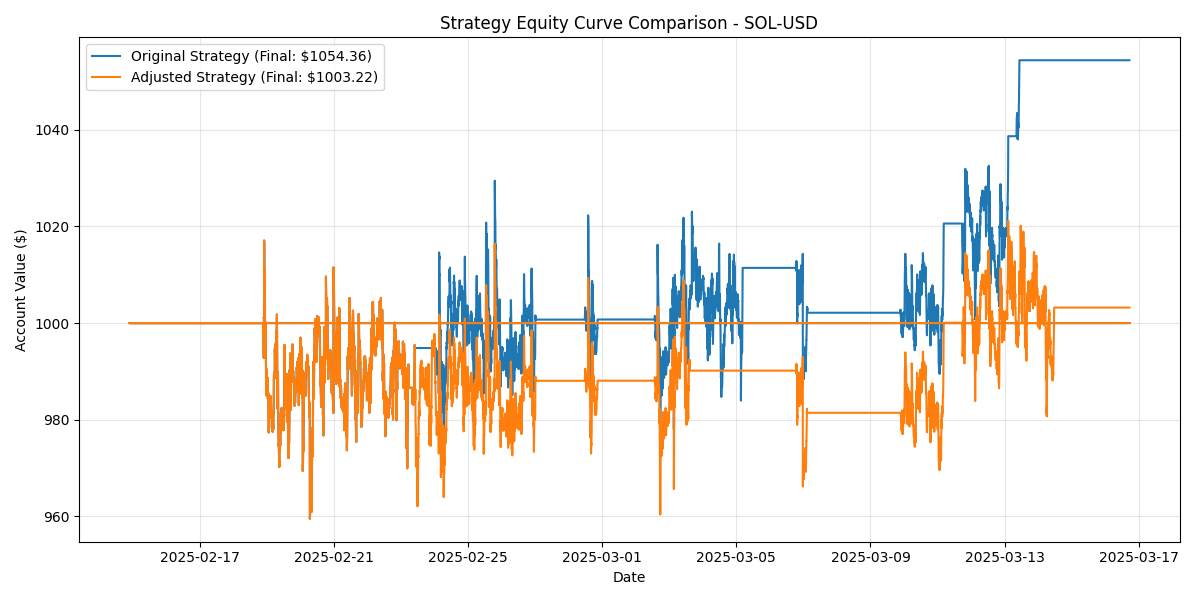 Strategy Equity Curve Comparison - SOL-USD
Original Strategy (Final: $1054.36)
Adjusted Strategy (Final: $1003.22)
Account Value ($)
1040
1020
1000
980
960
2025-02-17 2025-02-21 2025-02-25 2025-03-01 2025-03-05 2025-03-09 2025-03-13 2025-03-17
Date